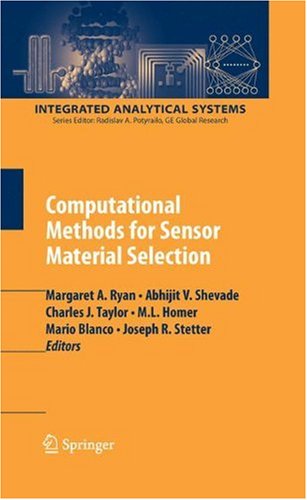 INTEGRATED ANALYTICAL SYSTEMS
Series Editor: Radislav A. Potyrailo, GE Global Research
Computational
Methods for Sensor
Material Selection
Margaret A. Ryan • Abhijit V. Shevade
Charles J. Taylor • M.L. Homer
Mario Blanco • Joseph R. Stetter
Editors
Springer